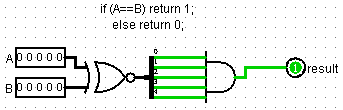 if (A==B) return 1;
else return 0;
0
1
2
3
4
A 0 0 0 0 0
B 0 0 0 0 0
1 result